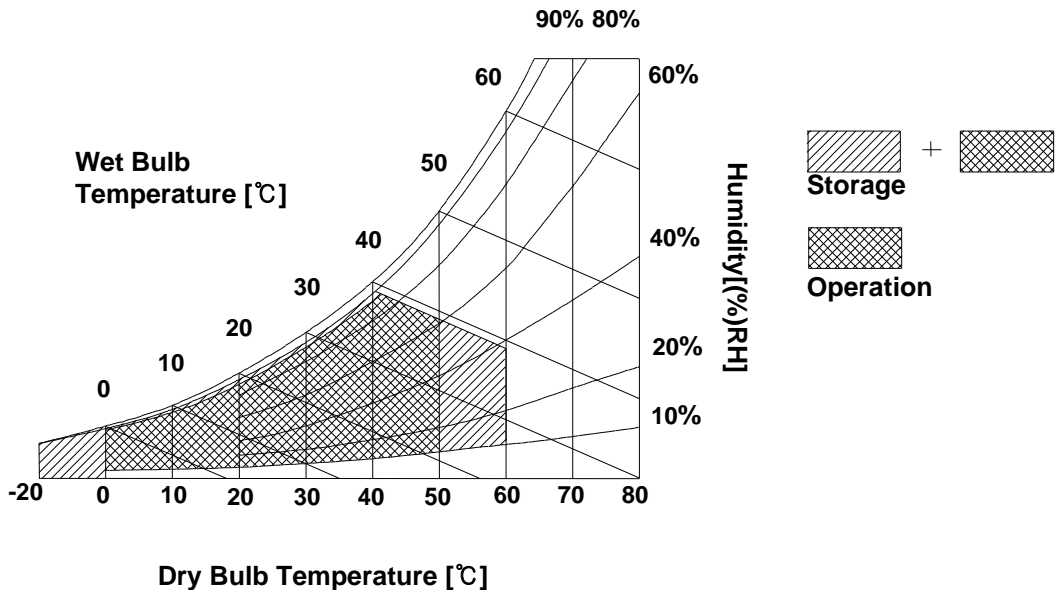 90% 80%
60
60%
Wet Bulb
Temperature [℃]
50
+
Storage
40
40%
Humidity[(%)RH]
30
Operation
20
20%
10
10%
0
-20 0 10 20 30 40 50 60 70 80
Dry Bulb Temperature [℃]